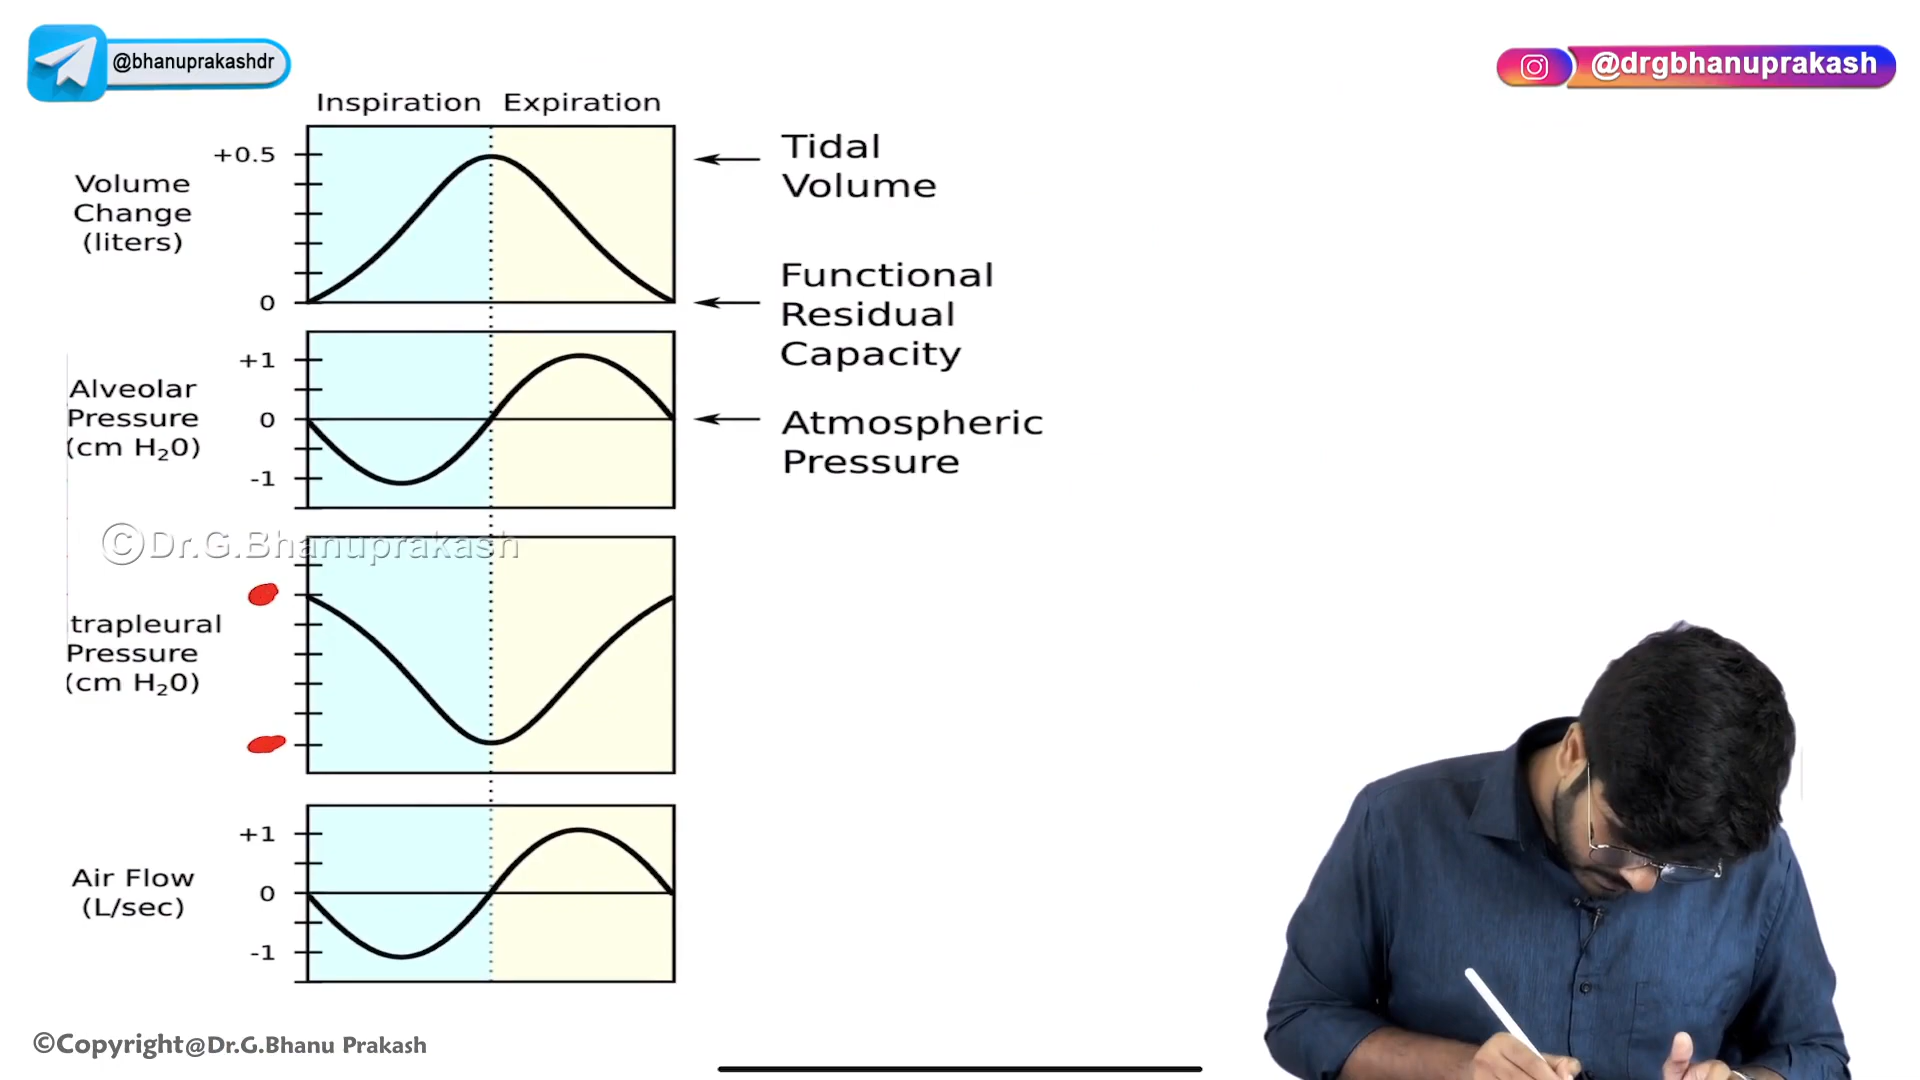 @bhanuprakashdr
@drgbhanuprakash
Inspiration Expiration
+0.5
Volume
Change
(liters)
0
Tidal
Volume
Functional
Residual
Capacity
+1
Alveolar
Pressure
(cm H₂0)
0
-1
Atmospheric
Pressure
©Dr.G.Bhanuprakash
trapleural
Pressure
(cm H₂0)
+1
Air Flow
(L/sec)
0
-1
©Copyright@Dr.G.Bhanu Prakash